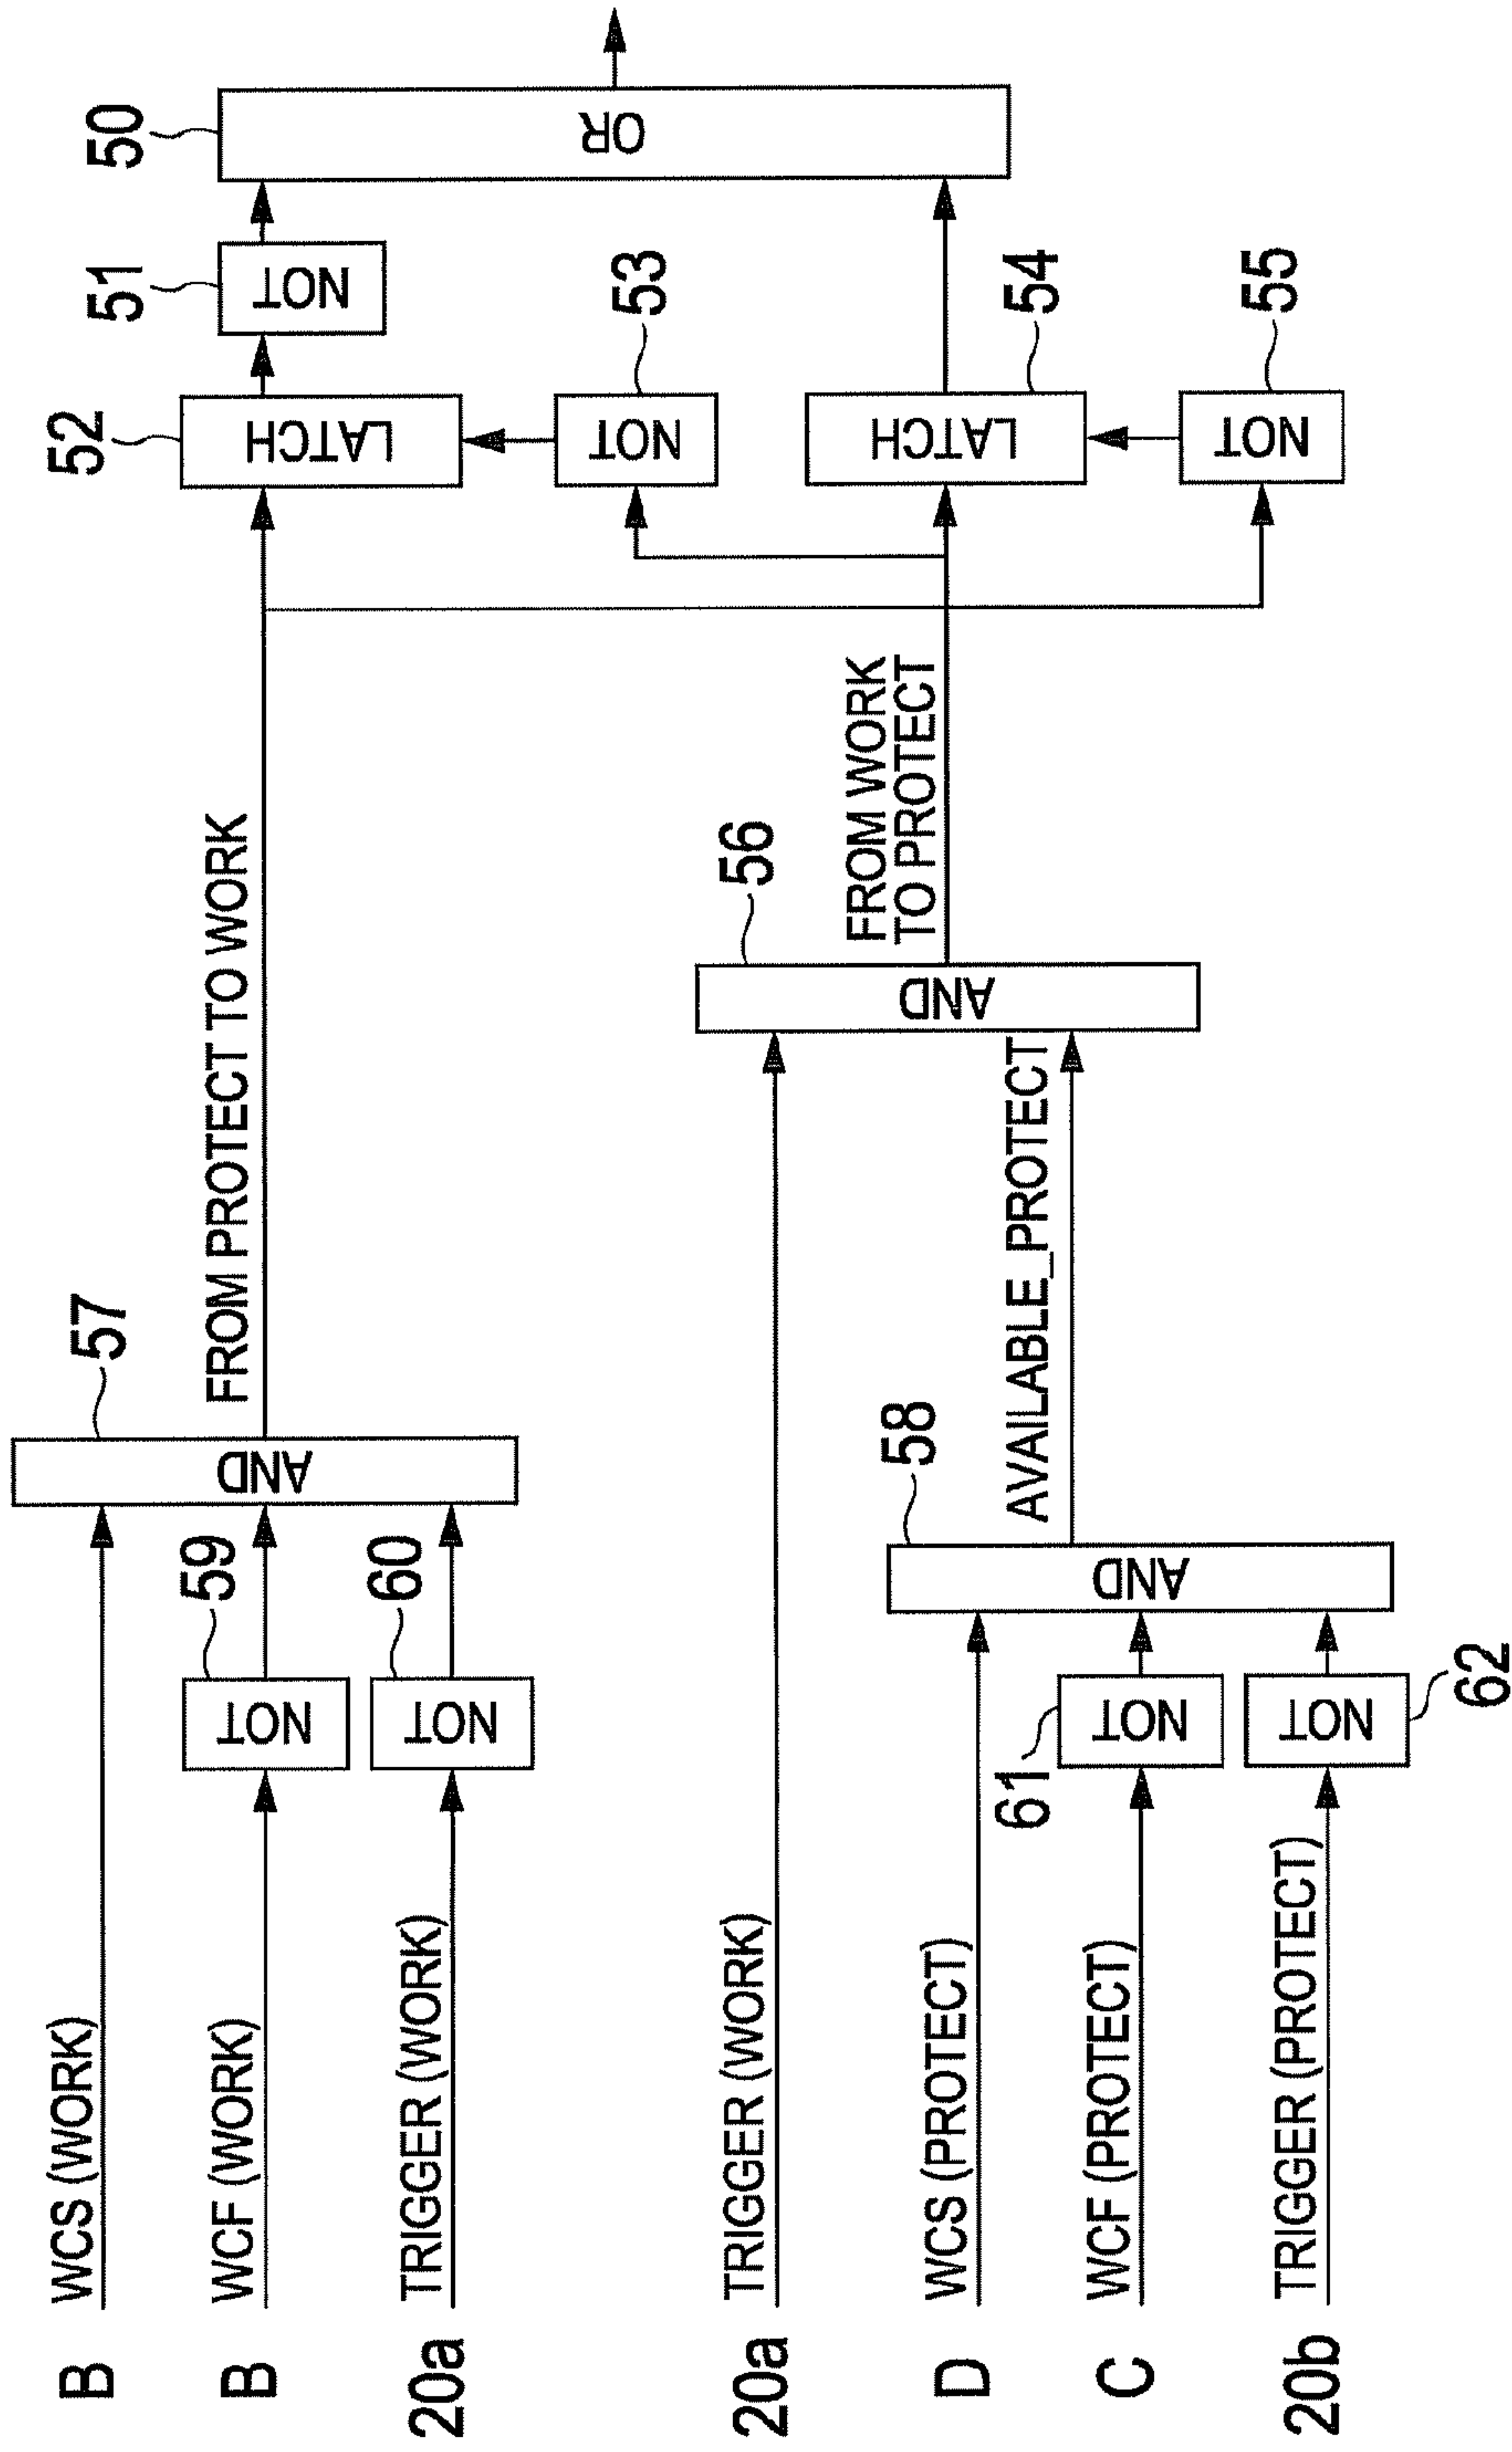 B WCS (WORK)
B WCF (WORK)
20a TRIGGER (WORK)
NOT
59
NOT
60
AND
57
FROM PROTECT TO WORK
20a TRIGGER (WORK)
D WCS (PROTECT)
C WCF (PROTECT)
20b TRIGGER (PROTECT)
NOT
61
NOT
62
AND
58
AVAILABLE_PROTECT
AND
56
FROM WORK
TO PROTECT
LATCH
52
NOT
53
LATCH
54
NOT
55
NOT
51
OR
50